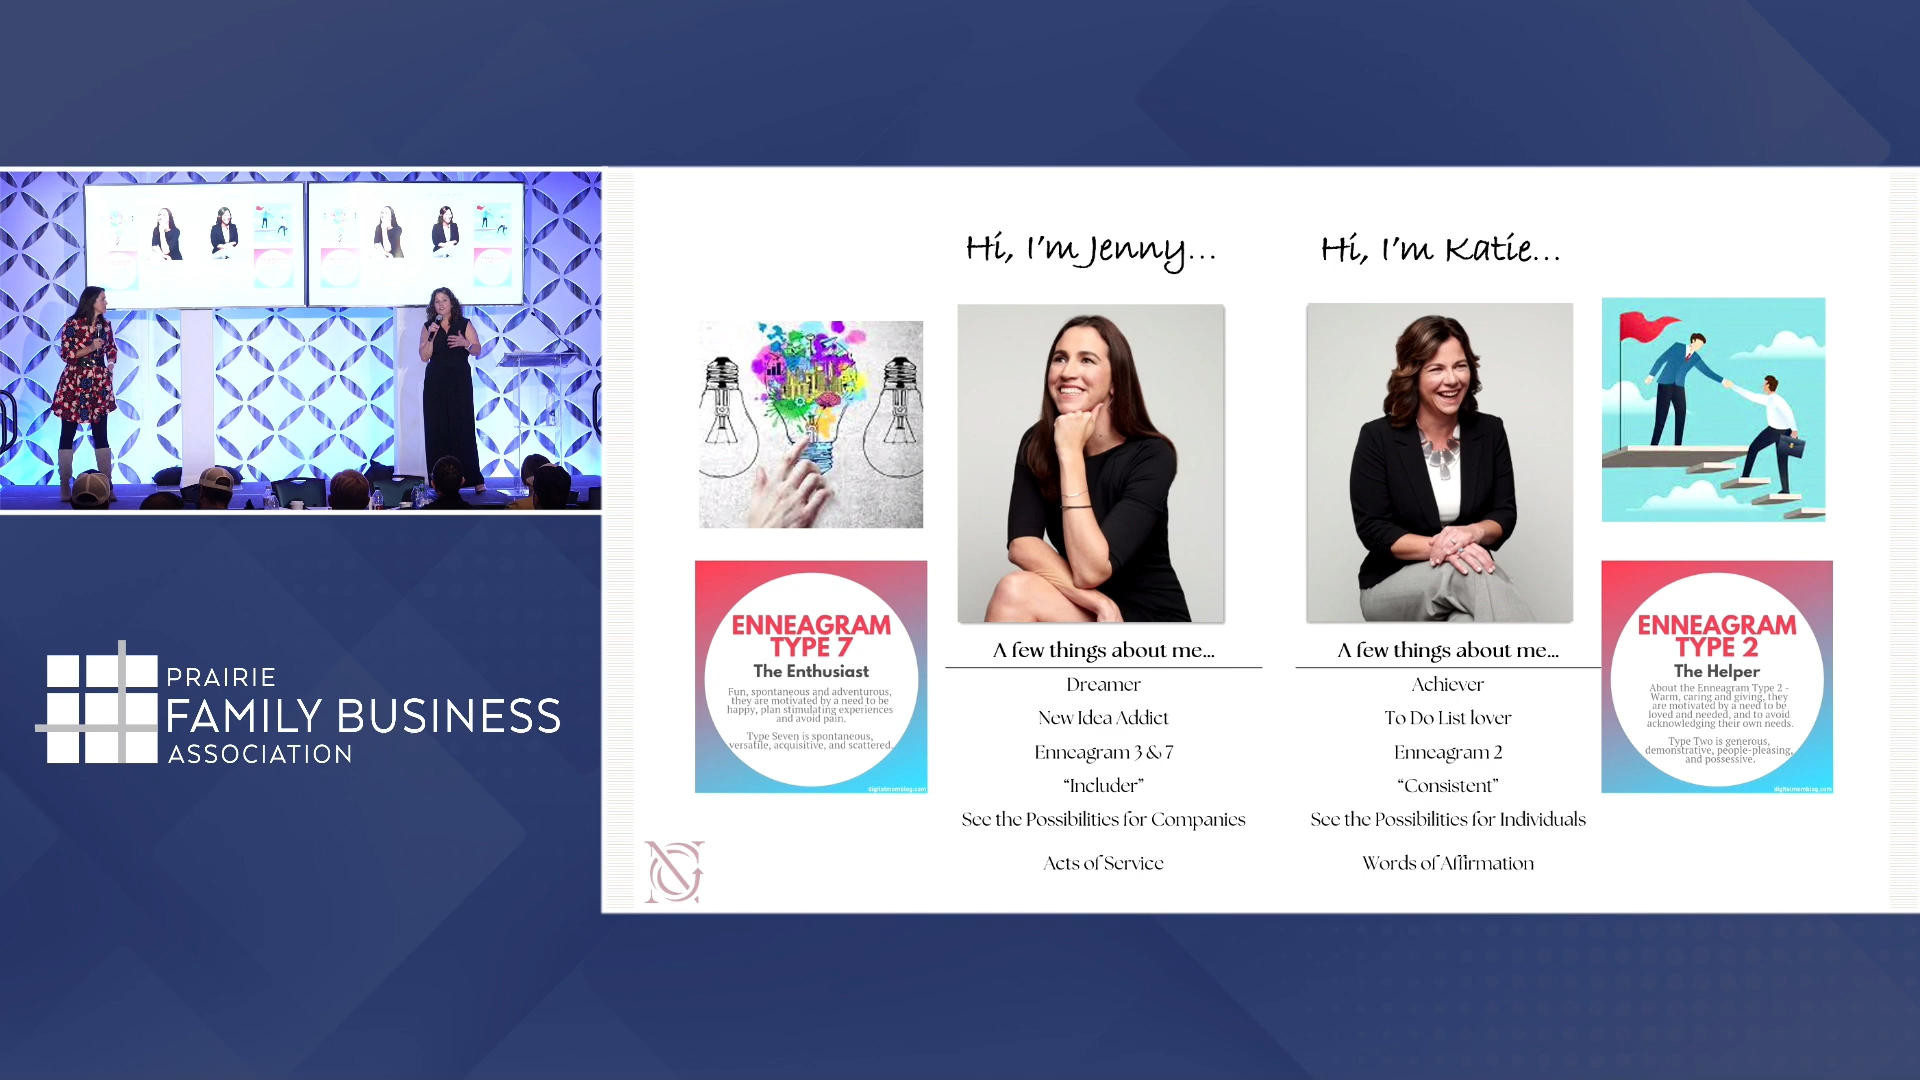 PRAIRIE
FAMILY BUSINESS
ASSOCIATION
Hi, I'm Jenny...
ENNEAGRAM
TYPE 7
The Enthusiast
Fun, spontaneous and adventurous,
they are motivated by a need to be
happy, plan stimulating experiences
and avoid pain.
Type Seven is spontaneous,
versatile, acquisitive, and scattered.
digitalmomblog.com
A few things about me...
Dreamer
New Idea Addict
Enneagram 3 & 7
“Includer”
See the Possibilities for Companies
Acts of Service
Hi, I'm Katie...
A few things about me...
Achiever
To Do List lover
Enneagram 2
“Consistent”
See the Possibilities for Individuals
Words of Affirmation
ENNEAGRAM
TYPE 2
The Helper
About the Enneagram Type 2 -
Warm, caring and giving, they
are motivated by a need to be
loved and needed, and to avoid
acknowledging their own needs.
Type Two is generous,
demonstrative, people-pleasing,
and possessive.
digitalmomblog.com